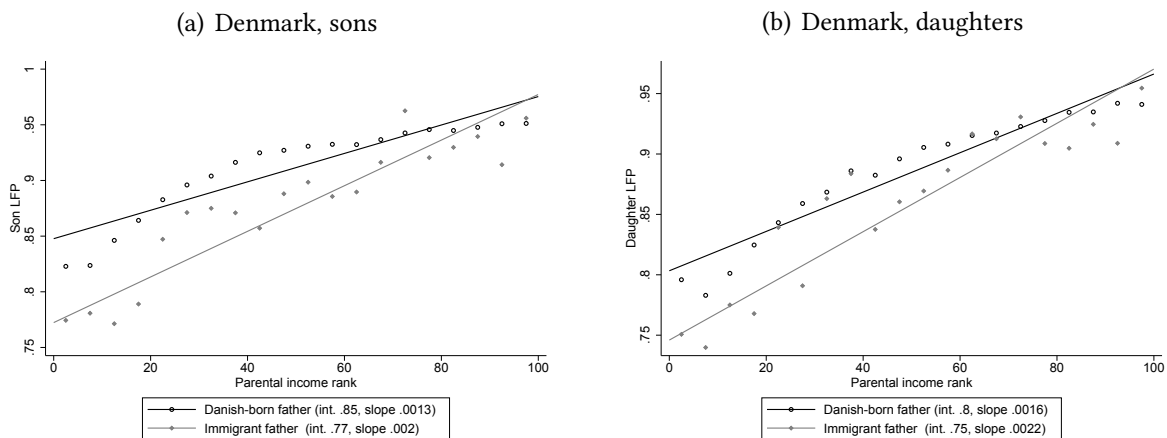 (a) Denmark, sons
(b) Denmark, daughters
Son LFP
1
.95
.9
.85
.8
.75
0
20
40
60
80
100
Parental income rank
Danish-born father (int. .85, slope .0013)
Immigrant father (int. .77, slope .002)
Daughter LFP
.95
.9
.85
.8
.75
0
20
40
60
80
100
Parental income rank
Danish-born father (int. .8, slope .0016)
Immigrant father (int. .75, slope .0022)